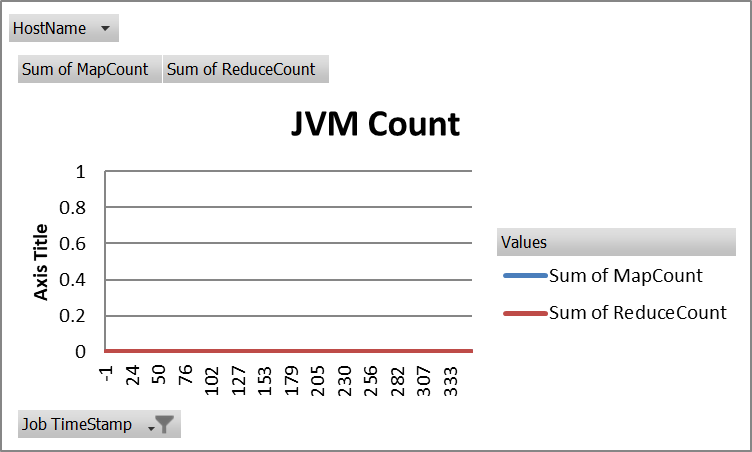 HostName
Sum of MapCount Sum of ReduceCount
JVM Count
1
0.8
0.6
0.4
0.2
0
Axis Title
-1 24 50 76 102 127 153 179 205 230 256 282 307 333
Values
Sum of MapCount
Sum of ReduceCount
Job TimeStamp